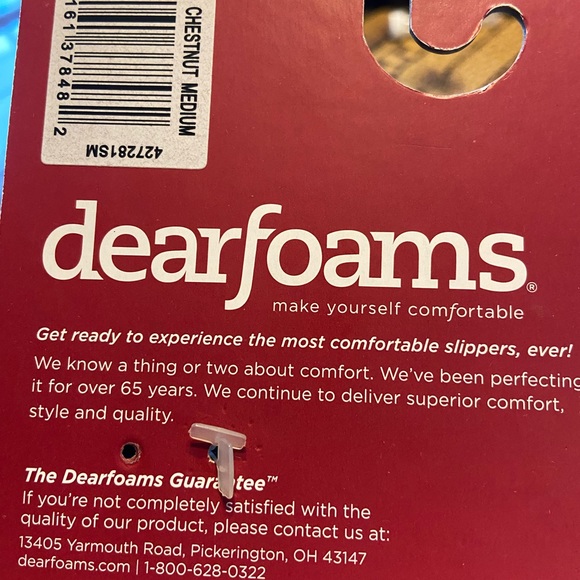 CHESTNUT MEDIUM
16137848 2
427281SM
dearfoams®
make yourself comfortable
Get ready to experience the most comfortable slippers, ever!
We know a thing or two about comfort. We've been perfecting
it for over 65 years. We continue to deliver superior comfort,
style and quality.
The Dearfoams Guarantee™
If you're not completely satisfied with the
quality of our product, please contact us at:
13405 Yarmouth Road, Pickerington, OH 43147
dearfoams.com | 1-800-628-0322